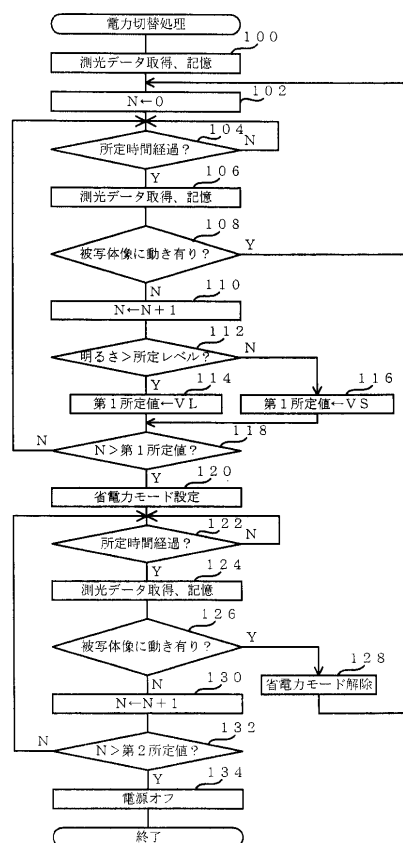 電力切替処理
100
測光データ取得、記憶
102
N←0
104
所定時間経過？
N
Y
106
測光データ取得、記憶
108
被写体像に動き有り？
Y
N
110
N←N+1
112
明るさ>所定レベル？
N
Y
114
第1所定値←VL
116
第1所定値←VS
118
N>第1所定値？
N
Y
120
省電力モード設定
122
所定時間経過？
N
Y
124
測光データ取得、記憶
126
被写体像に動き有り？
Y
N
128
省電力モード解除
130
N←N+1
132
N>第2所定値？
N
Y
134
電源オフ
終了